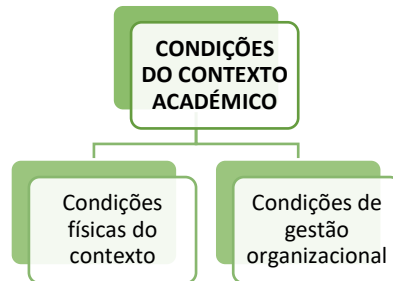 CONDIÇÕES
DO CONTEXTO
ACADÉMICO
Condições
físicas do
contexto
Condições de
gestão
organizacional